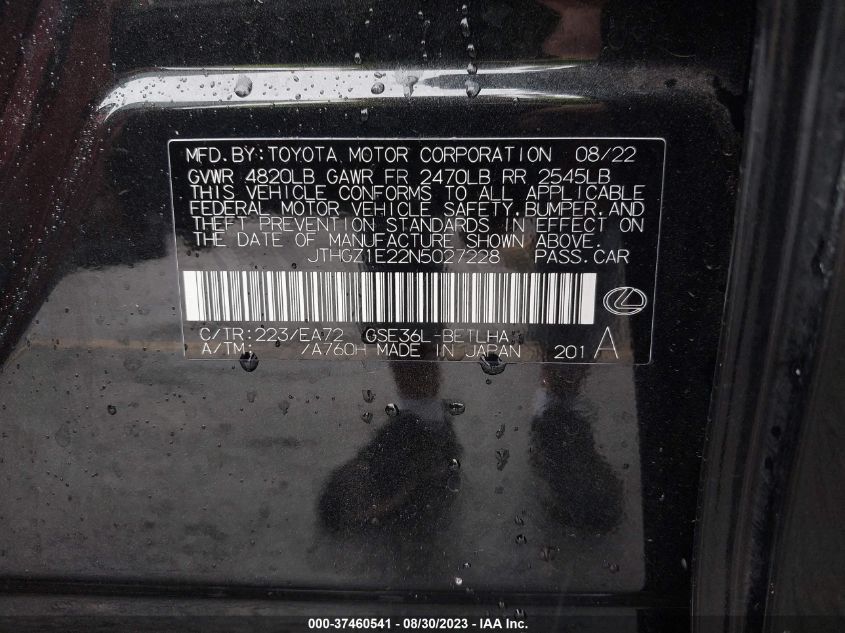 MFD.BY:TOYOTA MOTOR CORPORATION 08/22
GVWR 4820LB GAWR FR 2470LB RR 2545LB
THIS VEHICLE CONFORMS TO ALL APPLICABLE
FEDERAL MOTOR VEHICLE SAFETY,BUMPER,AND
THEFT PREVENTION STANDARDS IN EFFECT ON
THE DATE OF MANUFACTURE SHOWN ABOVE.
JTHGZ1E22N5027228 PASS.CAR
C/TR:223/EA72 GSE36L-BETLHA
A/TM: /A760H MADE IN JAPAN 201 A
000-37460541 - 08/30/2023 - IAA Inc.